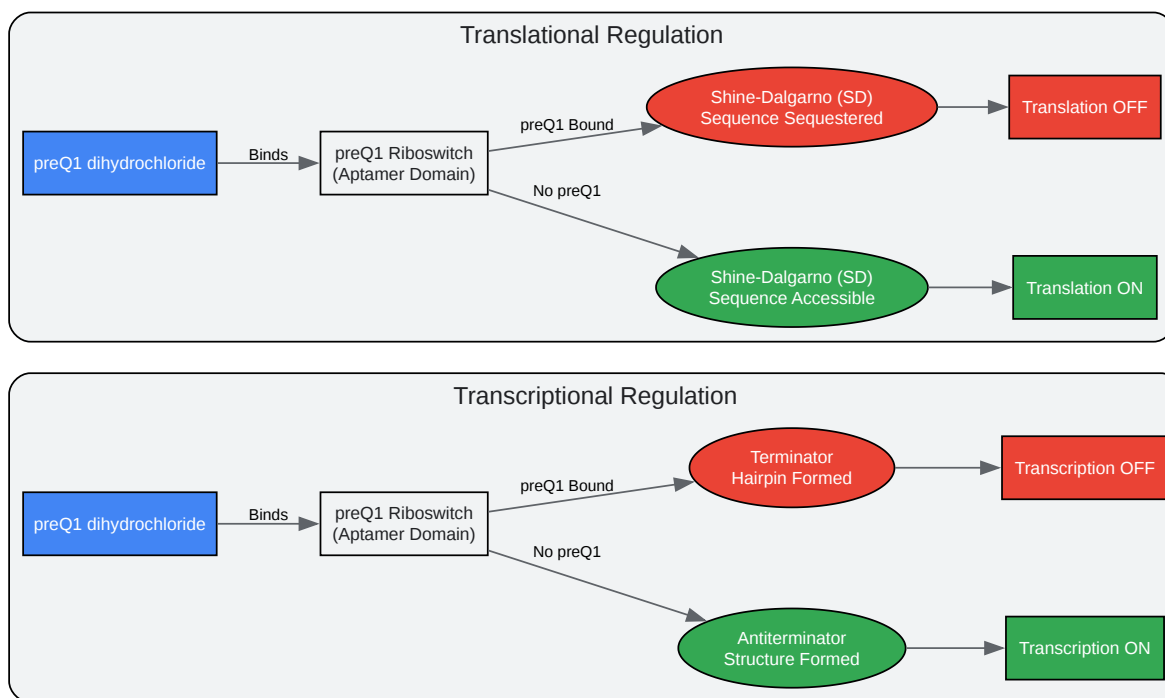 Translational Regulation
Shine-Dalgarno (SD)
Sequence Sequestered
Translation OFF
preQ1 Bound
preQ1 dihydrochloride
Binds
preQ1 Riboswitch
(Aptamer Domain)
No preQ1
Shine-Dalgarno (SD)
Sequence Accessible
Translation ON
Transcriptional Regulation
Terminator
Hairpin Formed
Transcription OFF
preQ1 Bound
preQ1 dihydrochloride
Binds
preQ1 Riboswitch
(Aptamer Domain)
No preQ1
Antiterminator
Structure Formed
Transcription ON